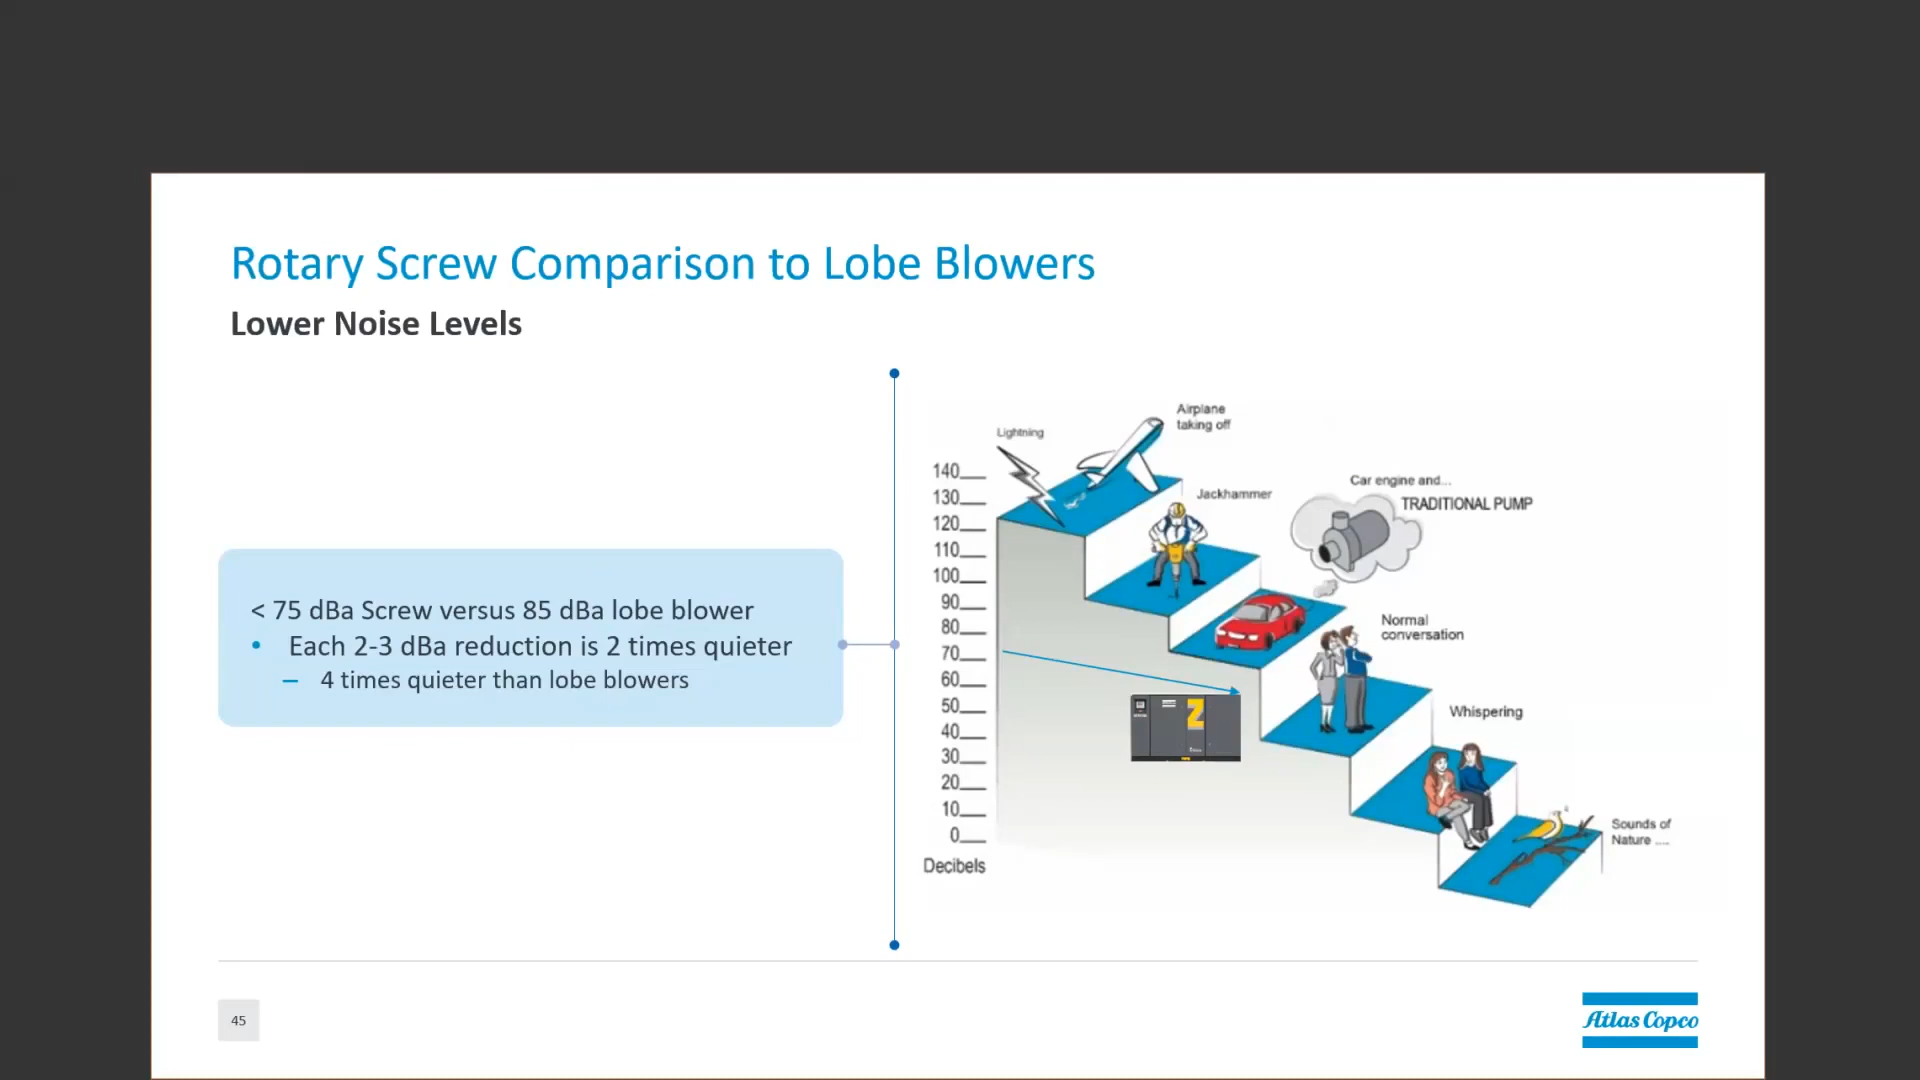 Rotary Screw Comparison to Lobe Blowers
Lower Noise Levels
< 75 dBa Screw versus 85 dBa lobe blower
• Each 2-3 dBa reduction is 2 times quieter
– 4 times quieter than lobe blowers
Airplane
taking off
Lightning
Jackhammer
Car engine and...
TRADITIONAL PUMP
Normal
conversation
Whispering
Sounds of
Nature ....
140
130
120
110
100
90
80
70
60
50
40
30
20
10
0
Decibels
Z
45
Atlas Copco